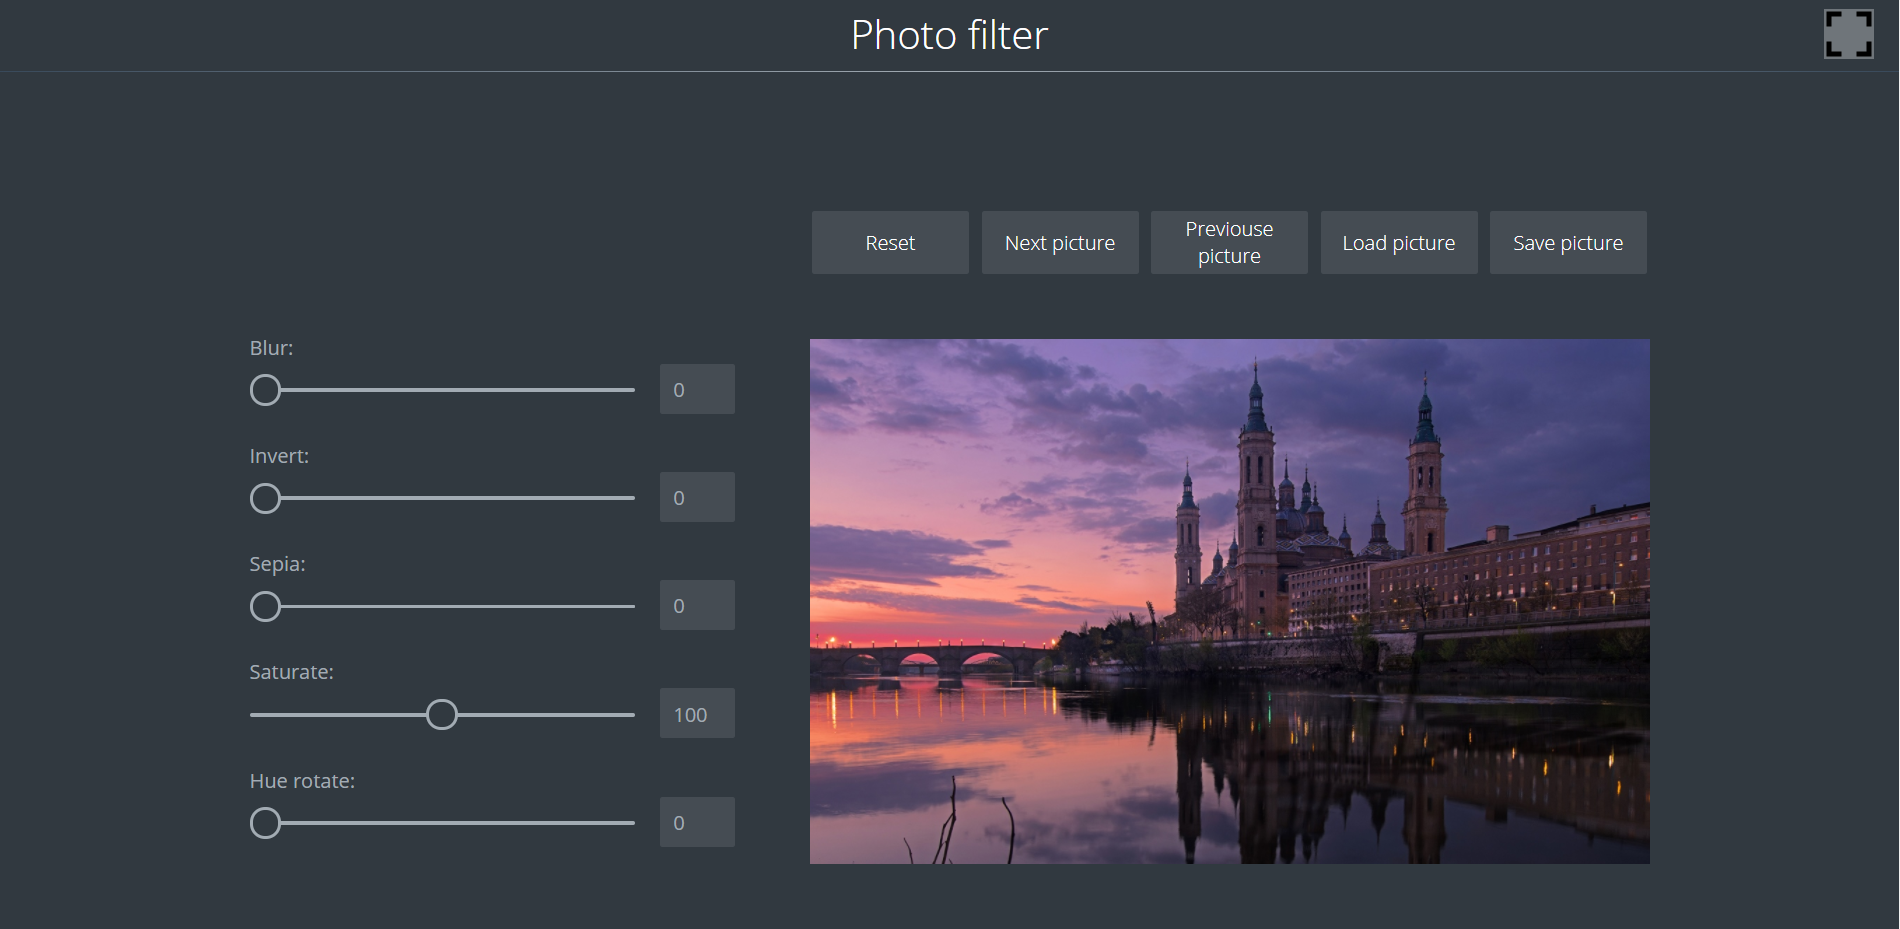 Photo filter
Reset
Next picture
Previouse
picture
Load picture
Save picture
Blur:
0
Invert:
0
Sepia:
0
Saturate:
100
Hue rotate:
0